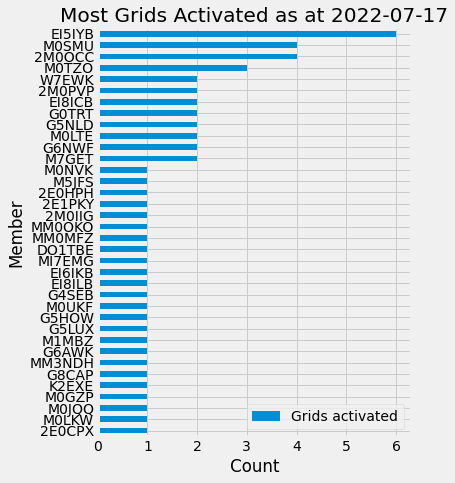 Most Grids Activated as at 2022-07-17
EI5IYB
M0SMU
2M0OCC
M0TZO
W7EWK
2M0PVP
EI8ICB
G0TRT
G5NLD
M0LTE
G6NWF
M7GET
M0NVK
M5JFS
2E0HPH
2E1PKY
2M0IIG
MM0OKO
MM0MFZ
DO1TBE
MI7EMG
EI6IKB
EI8ILB
G4SEB
M0UKF
G5HOW
G5LUX
M1MBZ
G6AWK
MM3NDH
G8CAP
K2EXE
M0GZP
M0JQQ
M0LKW
2E0CPX
Member
Grids activated
0 1 2 3 4 5 6
Count